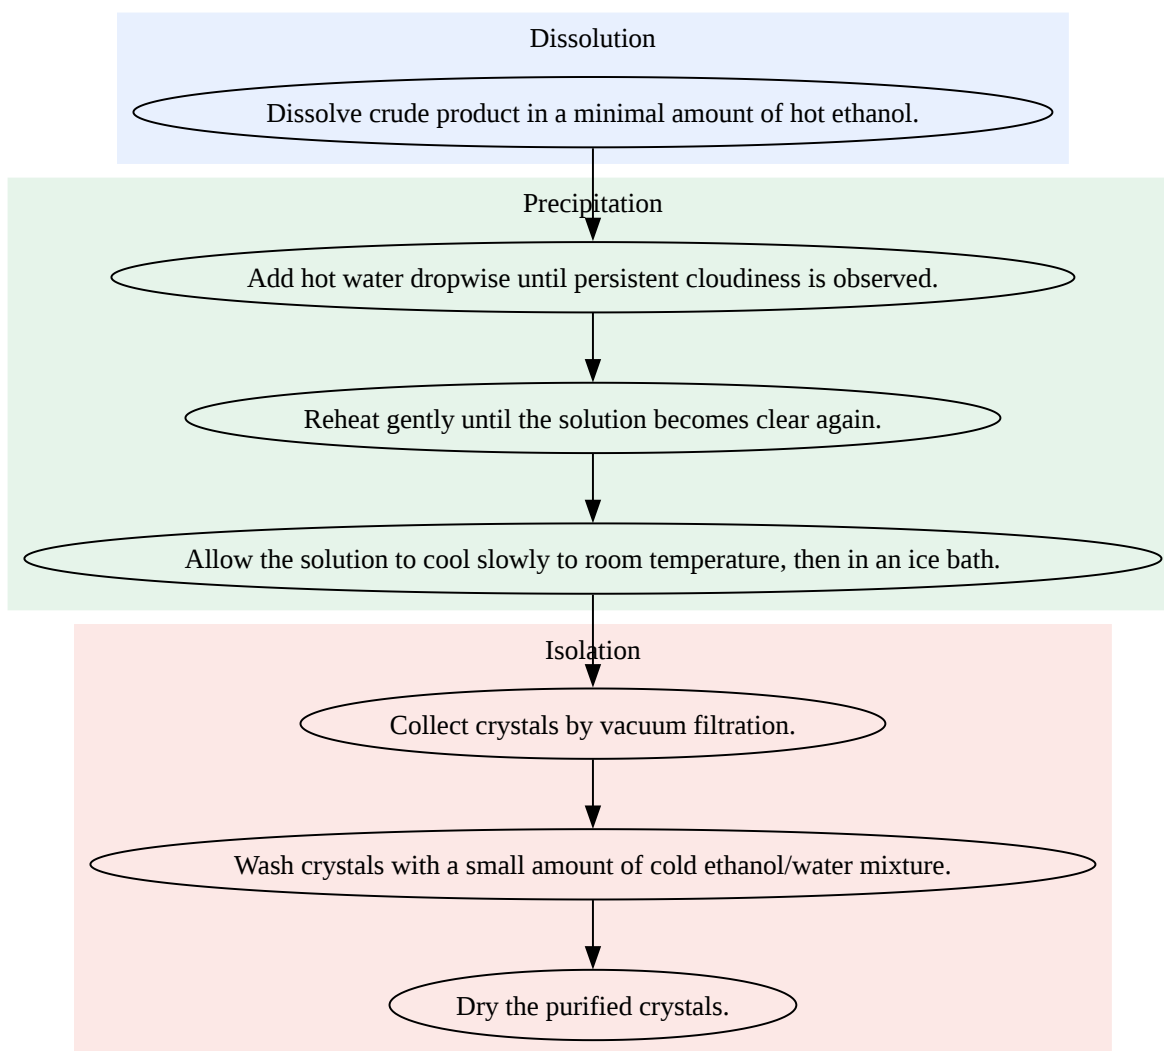 Dissolution
Dissolve crude product in a minimal amount of hot ethanol.
Precipitation
Add hot water dropwise until persistent cloudiness is observed.
Reheat gently until the solution becomes clear again.
Allow the solution to cool slowly to room temperature, then in an ice bath.
Isolation
Collect crystals by vacuum filtration.
Wash crystals with a small amount of cold ethanol/water mixture.
Dry the purified crystals.